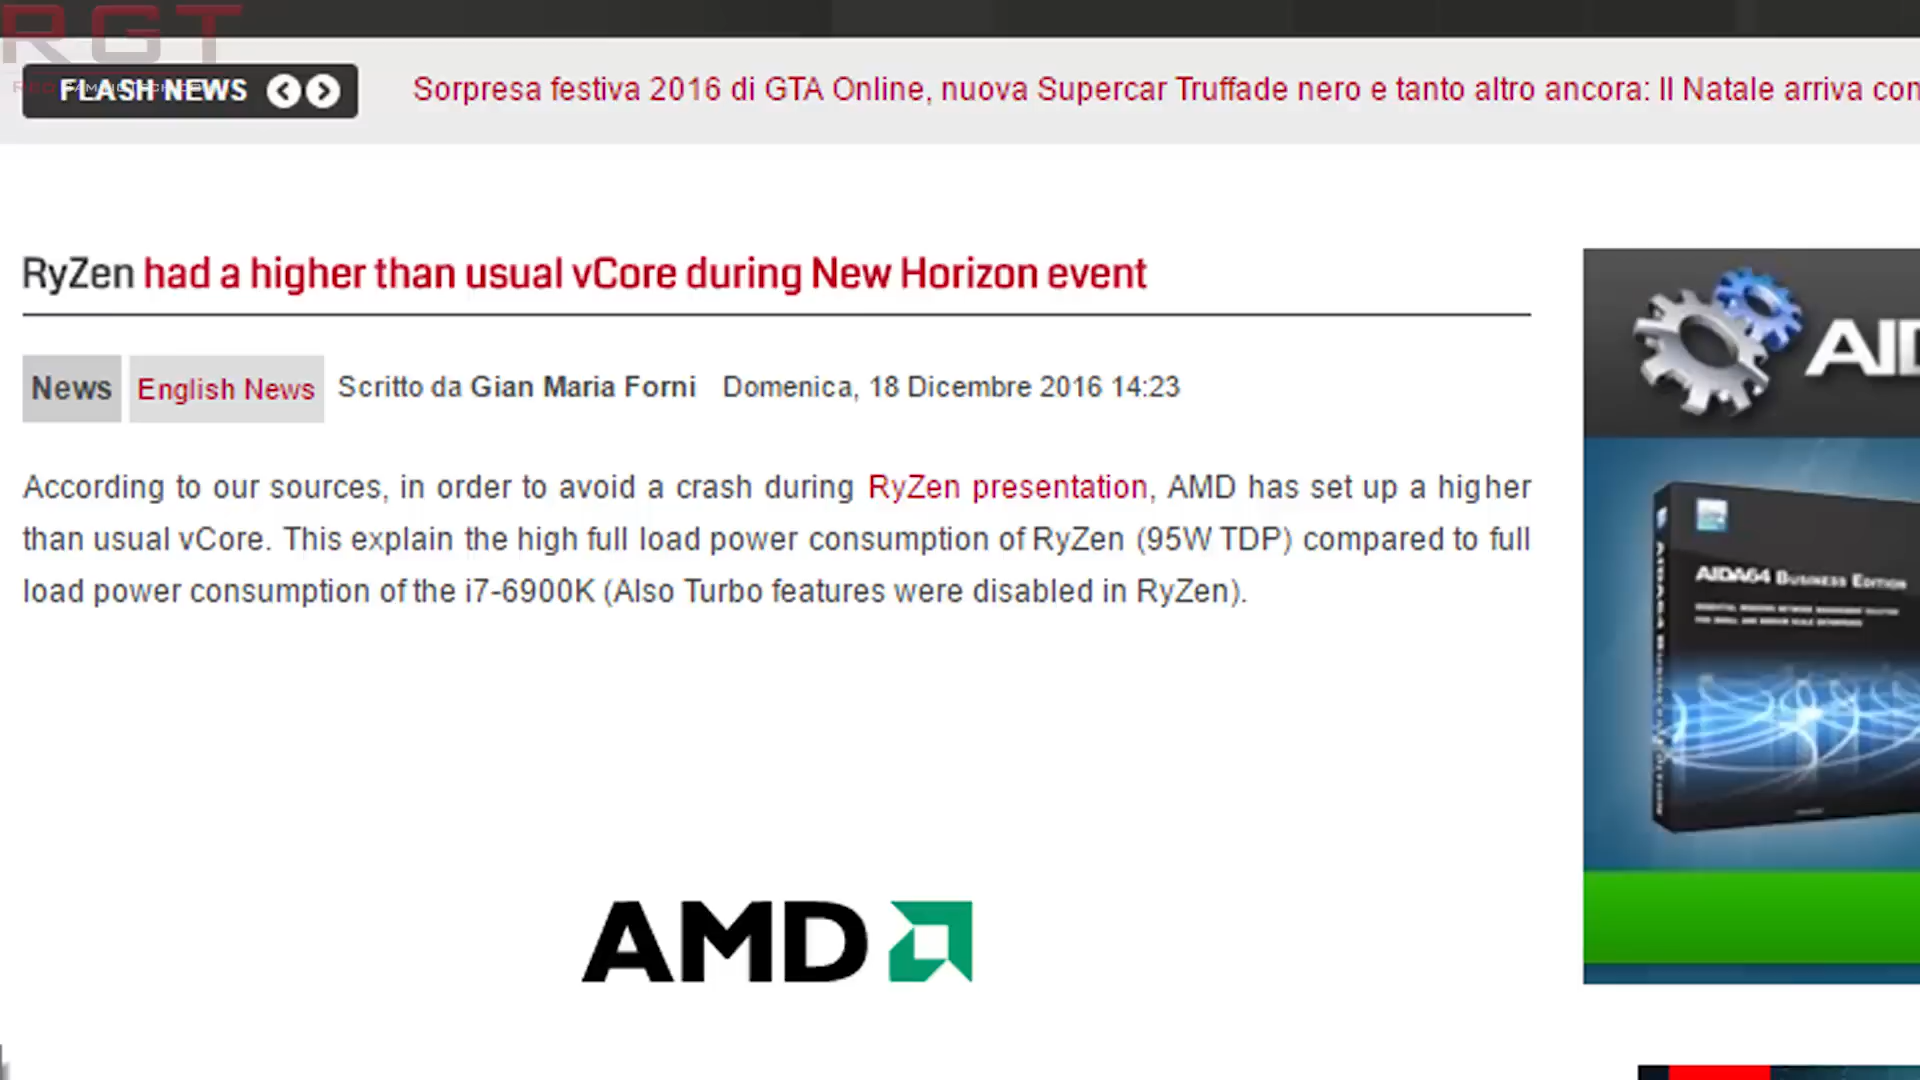 RGT
FLASH NEWS
Sorpresa festiva 2016 di GTA Online, nuova Supercar Truffade nero e tanto altro ancora: Il Natale arriva con
RyZen had a higher than usual vCore during New Horizon event
News English News Scritto da Gian Maria Forni Domenica, 18 Dicembre 2016 14:23
According to our sources, in order to avoid a crash during RyZen presentation, AMD has set up a higher
than usual vCore. This explain the high full load power consumption of RyZen (95W TDP) compared to full
load power consumption of the i7-6900K (Also Turbo features were disabled in RyZen).
AMD
AID
AIDA64 BUSINESS EDITION